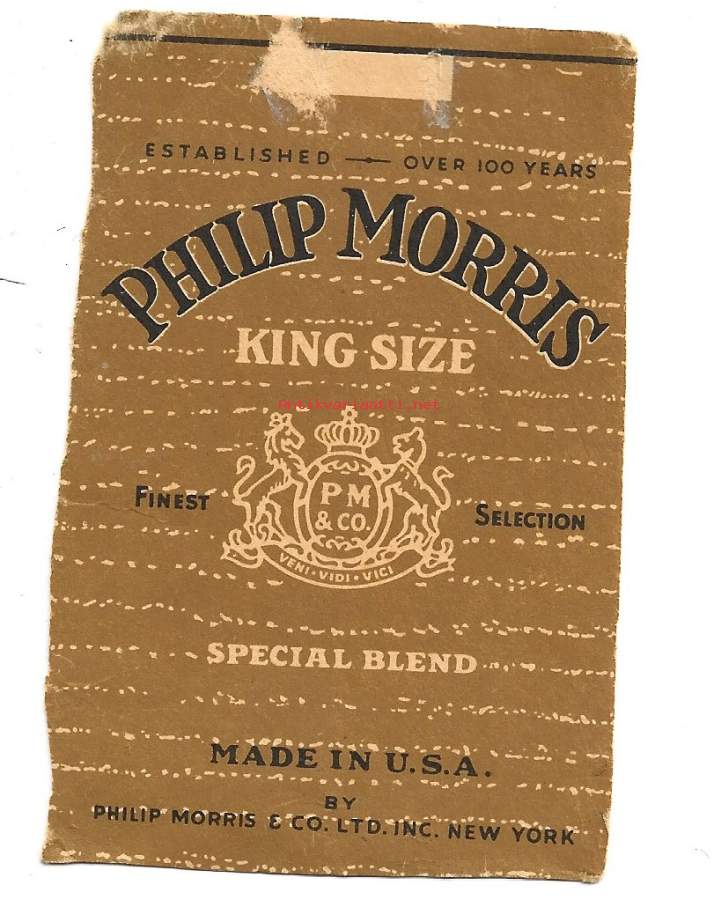 ESTABLISHED — OVER 100 YEARS
PHILIP MORRIS
KING SIZE
Antikvariaatti.net
P M
& CO.
FINEST SELECTION
VENI • VIDI • VICI
SPECIAL BLEND
MADE IN U.S.A.
BY
PHILIP MORRIS & CO. LTD. INC. NEW YORK